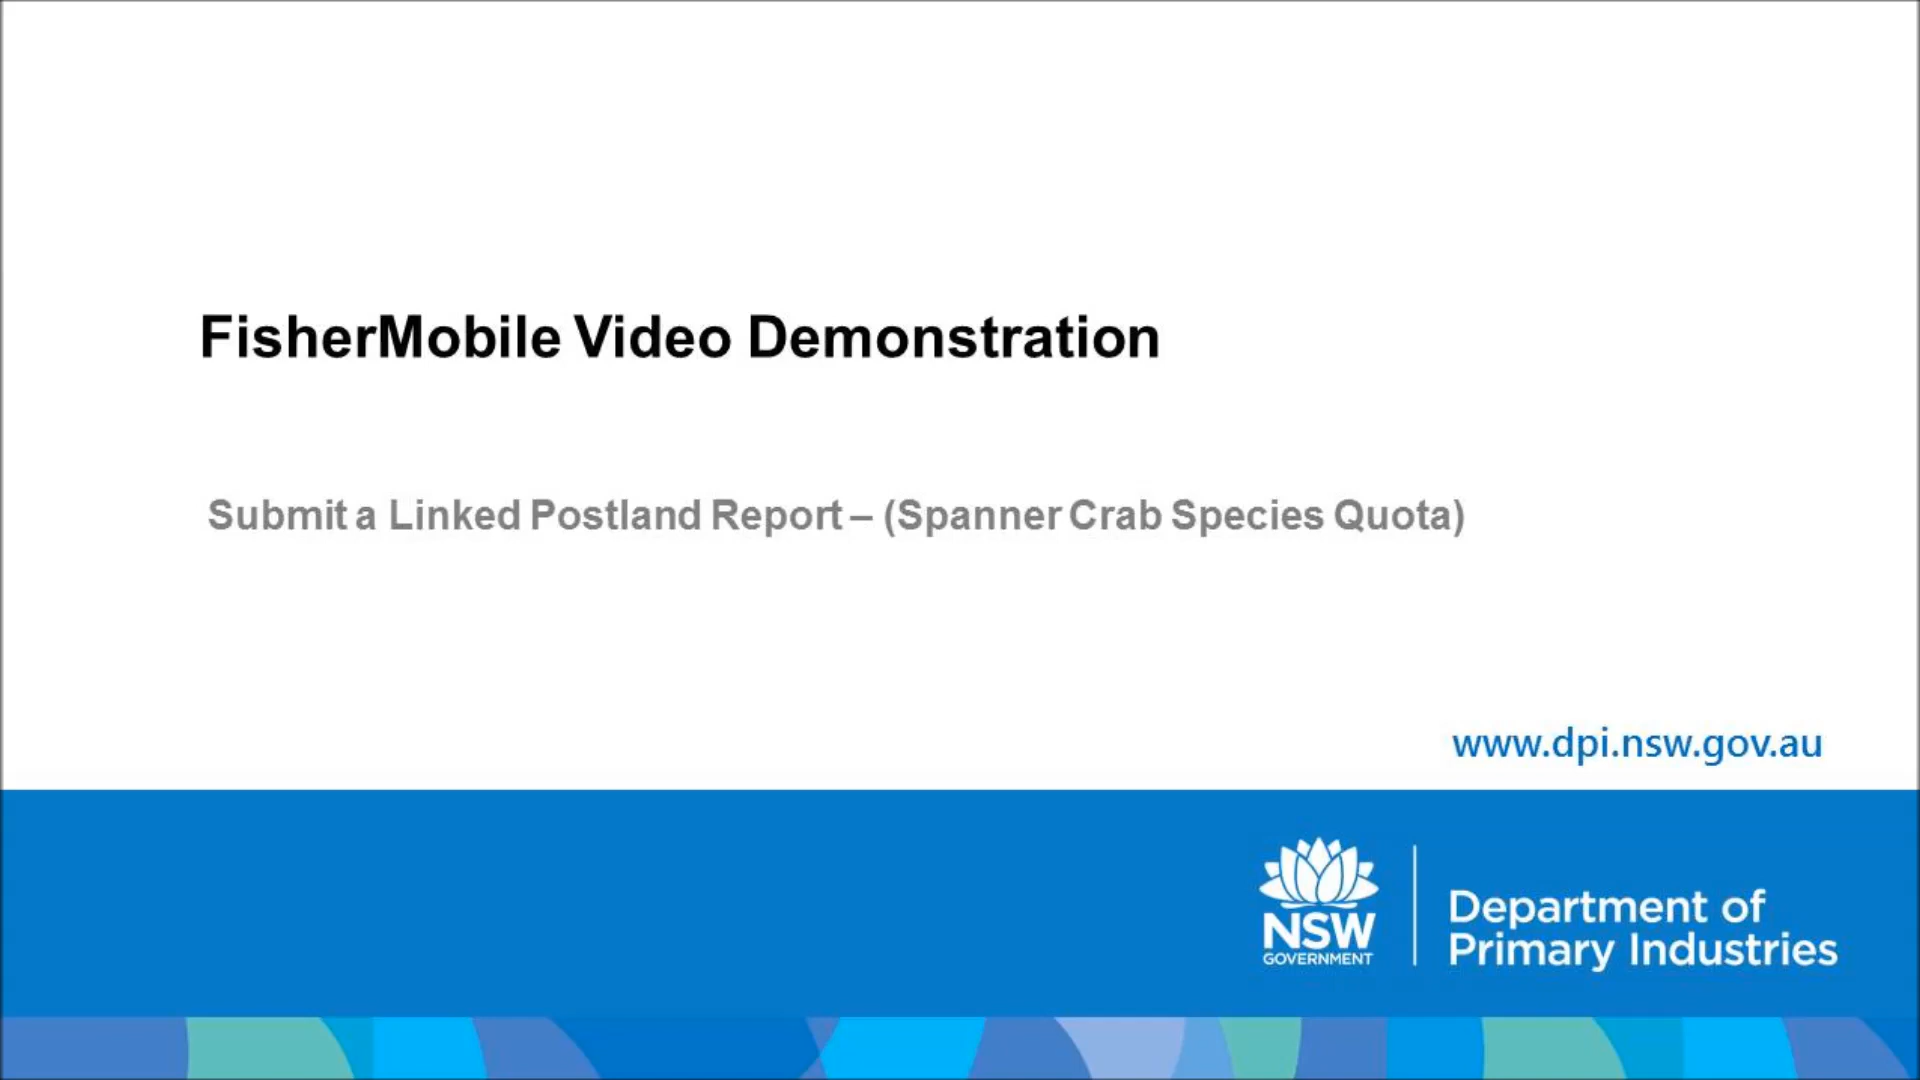 FisherMobile Video Demonstration
Submit a Linked Postland Report – (Spanner Crab Species Quota)
www.dpi.nsw.gov.au
NSW
GOVERNMENT
Department of
Primary Industries